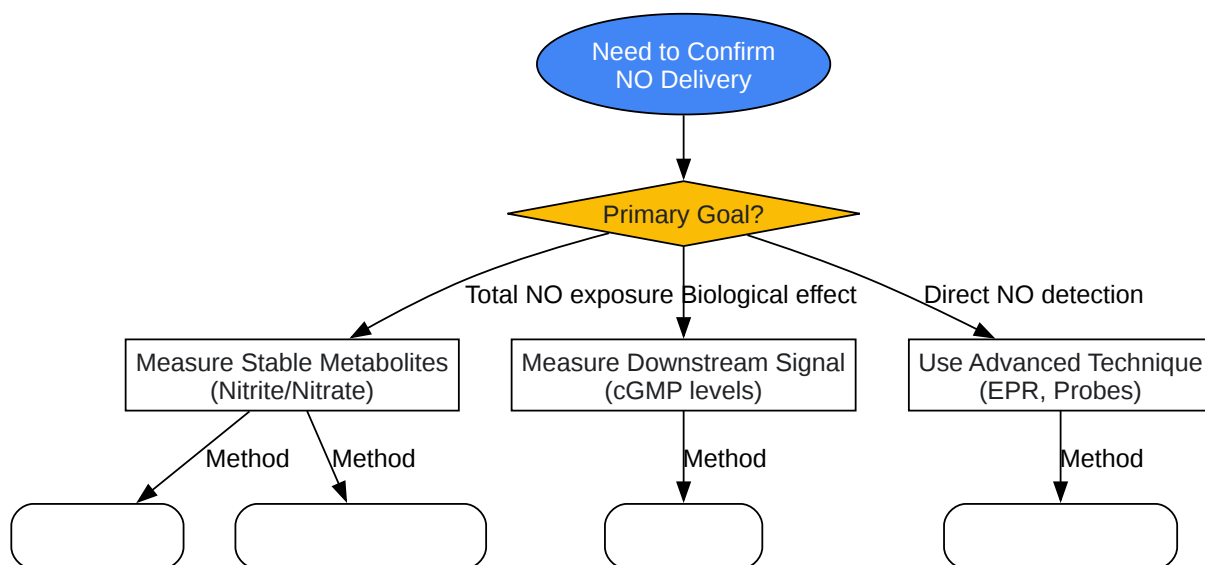 Need to Confirm
NO Delivery
Primary Goal?
Total NO exposure
Biological effect
Direct NO detection
Measure Stable Metabolites
(Nitrite/Nitrate)
Measure Downstream Signal
(cGMP levels)
Use Advanced Technique
(EPR, Probes)
Method
Method
Method
Method